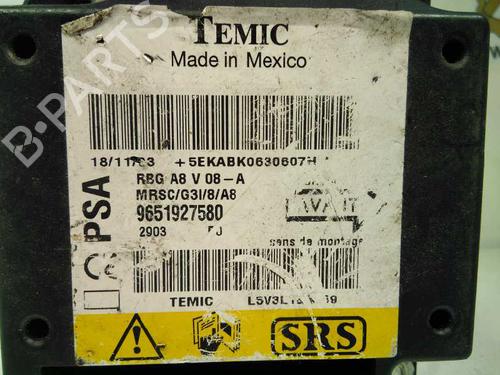 TEMIC
Made in Mexico
18/11/03 +5EKABK0630607H
RBG A8 V 08-A
MRSC/G3I/8/A8
9651927580
2903
PSA
AVANT
sens de montage
TEMIC
SRS
B-PARTS